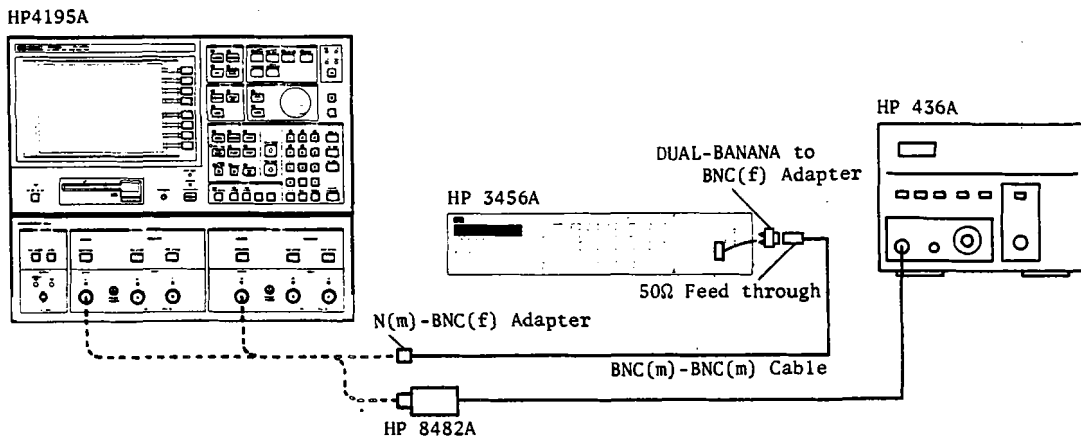 HP4195A
HP 436A
DUAL-BANANA to
BNC(f) Adapter
HP 3456A
50Ω Feed through
N(m)-BNC(f) Adapter
BNC(m)-BNC(m) Cable
HP 8482A